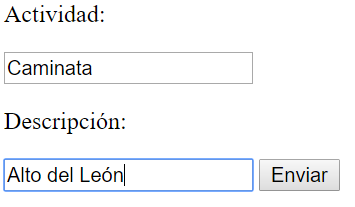 Actividad:
Caminata
Descripción:
Alto del León Enviar